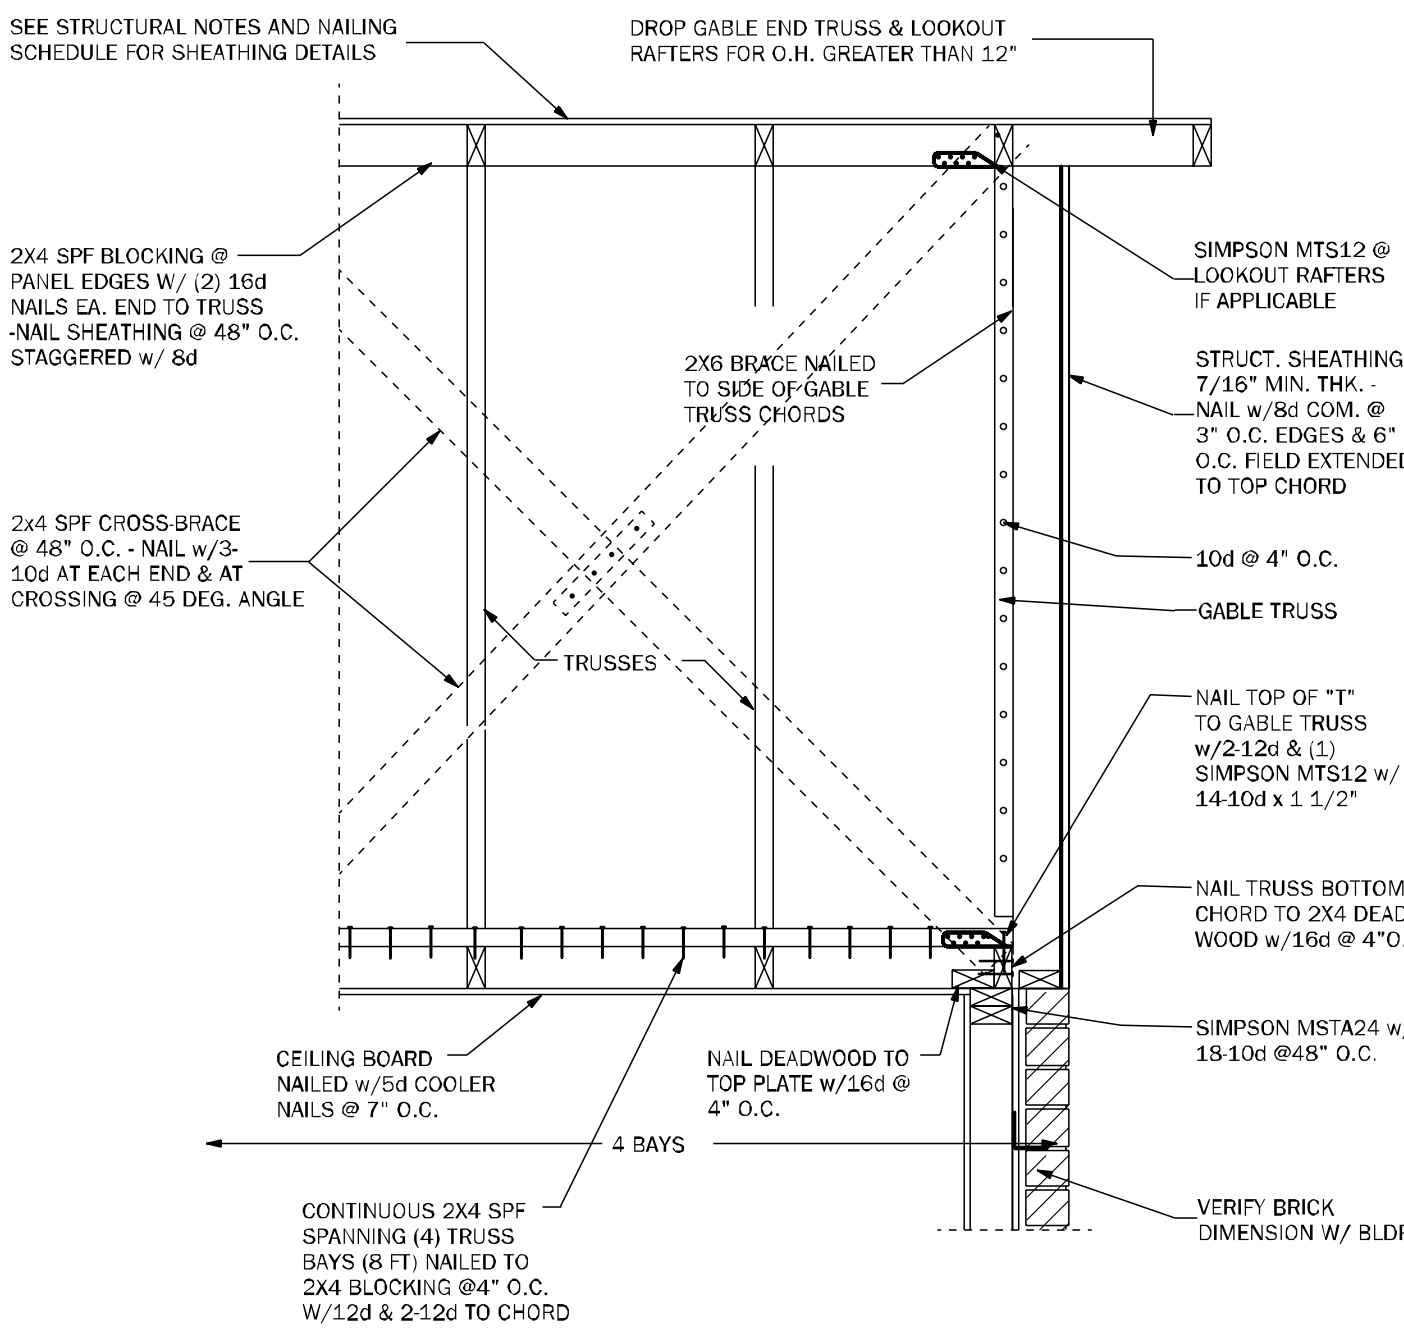 SEE STRUCTURAL NOTES AND NAILING
SCHEDULE FOR SHEATHING DETAILS
DROP GABLE END TRUSS & LOOKOUT
RAFTERS FOR O.H. GREATER THAN 12"
2X4 SPF BLOCKING @
PANEL EDGES W/ (2) 16d
NAILS EA. END TO TRUSS
-NAIL SHEATHING @ 48" O.C.
STAGGERED w/ 8d
SIMPSON MTS12 @
LOOKOUT RAFTERS
IF APPLICABLE
2X6 BRACE NAILED
TO SIDE OF GABLE
TRUSS CHORDS
STRUCT. SHEATHING
7/16" MIN. THK. -
NAIL w/8d COM. @
3" O.C. EDGES & 6"
O.C. FIELD EXTENDED
TO TOP CHORD
2x4 SPF CROSS-BRACE
@ 48" O.C. - NAIL w/3-
10d AT EACH END & AT
CROSSING @ 45 DEG. ANGLE
10d @ 4" O.C.
GABLE TRUSS
TRUSSES
NAIL TOP OF "T"
TO GABLE TRUSS
w/2-12d & (1)
SIMPSON MTS12 w/
14-10d x 1 1/2"
NAIL TRUSS BOTTOM
CHORD TO 2X4 DEAD
WOOD w/16d @ 4"O.
SIMPSON MSTA24 w/
18-10d @48" O.C.
CEILING BOARD
NAILED w/5d COOLER
NAILS @ 7" O.C.
NAIL DEADWOOD TO
TOP PLATE w/16d @
4" O.C.
4 BAYS
CONTINUOUS 2X4 SPF
SPANNING (4) TRUSS
BAYS (8 FT) NAILED TO
2X4 BLOCKING @4" O.C.
W/12d & 2-12d TO CHORD
VERIFY BRICK
DIMENSION W/ BLDR